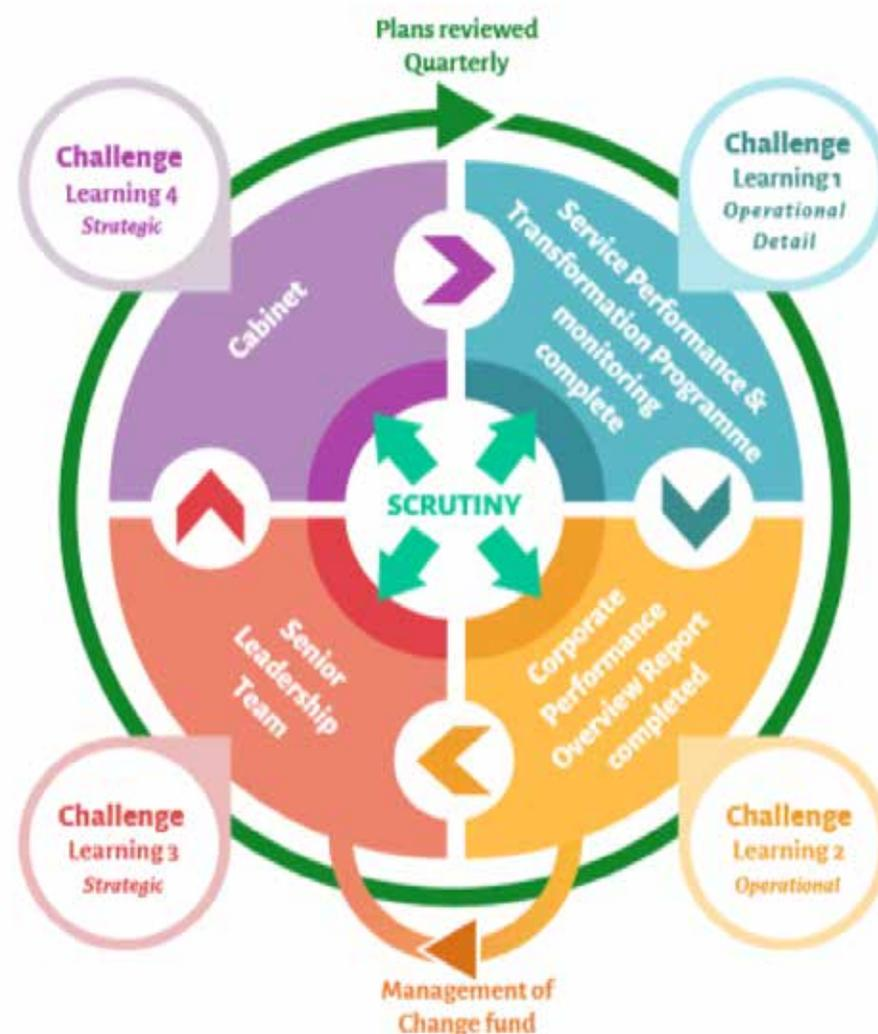 Plans reviewed
Quarterly
Challenge
Learning 4
Strategic
Challenge
Learning 1
Operational
Detail
Cabinet
Service Performance &
Transformation Programme
monitoring
complete
SCRUTINY
Senior
Leadership
Team
Corporate
Performance
Overview Report
completed
Challenge
Learning 3
Strategic
Challenge
Learning 2
Operational
Management of
Change fund